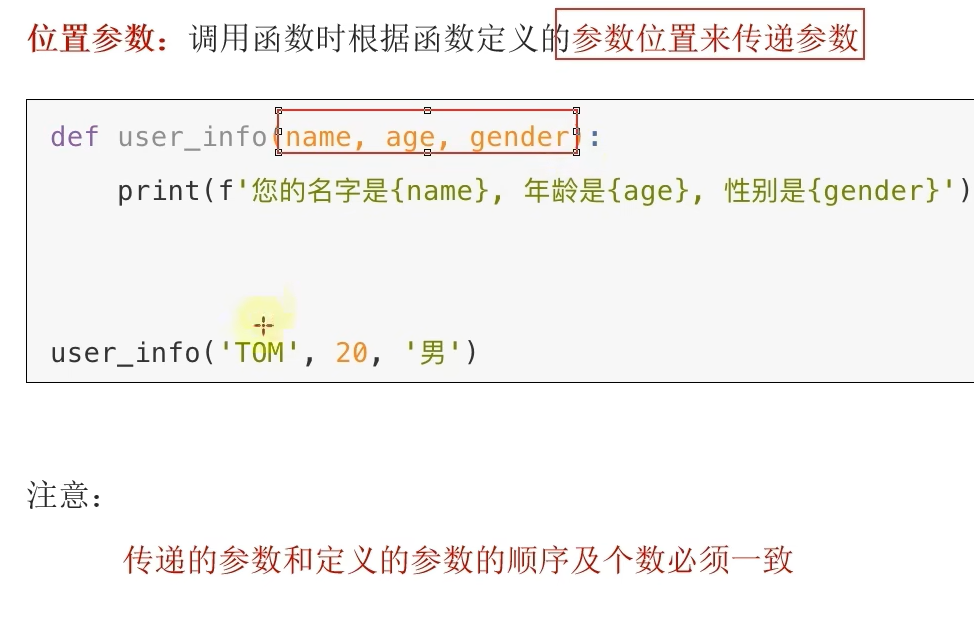 位置参数：调用函数时根据函数定义的参数位置来传递参数
def user_info(name, age, gender):
    print(f'您的名字是{name}, 年龄是{age}, 性别是{gender}')
user_info('TOM', 20, '男')
注意：
传递的参数和定义的参数的顺序及个数必须一致